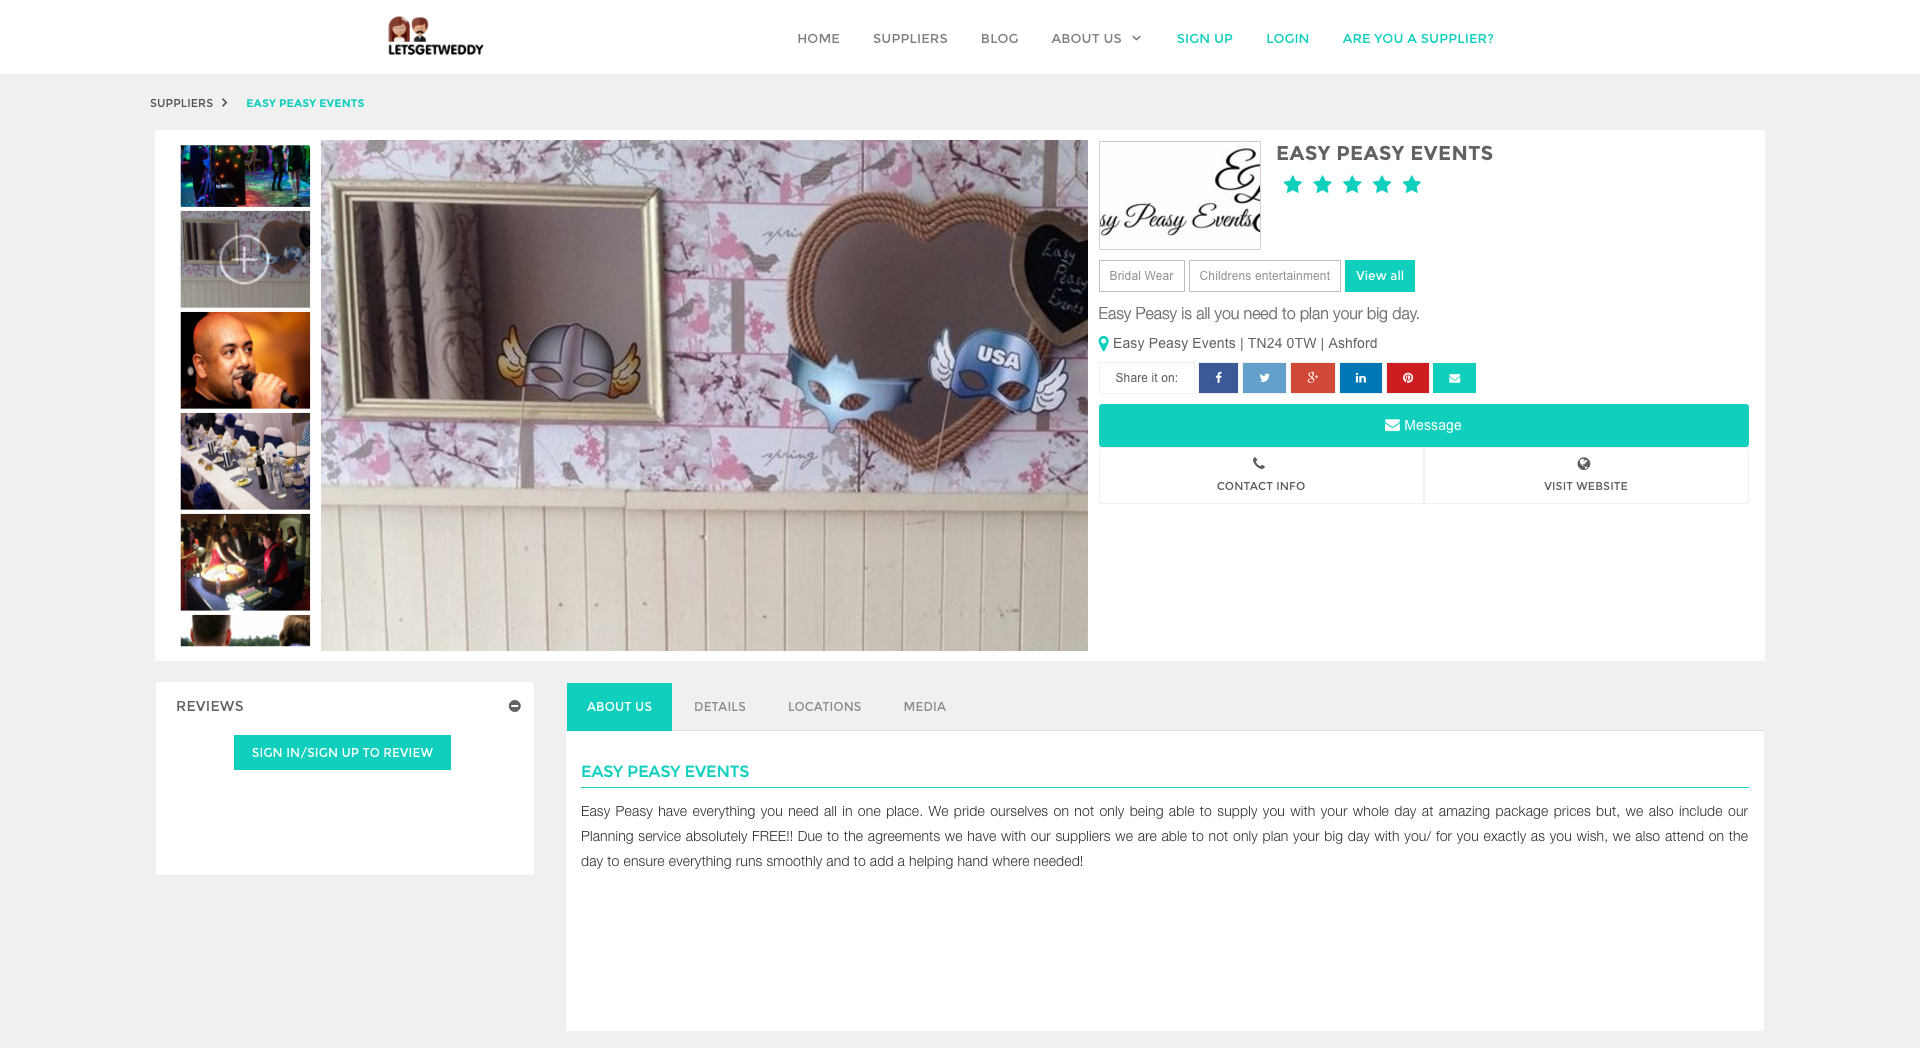 LETSGETWEDDY
HOME SUPPLIERS BLOG ABOUT US SIGN UP LOGIN ARE YOU A SUPPLIER?
SUPPLIERS EASY PEASY EVENTS
spring
Easy
Peasy
Events
USA
spring
sy Peasy Events
EASY PEASY EVENTS
Bridal Wear Childrens entertainment View all
Easy Peasy is all you need to plan your big day.
Easy Peasy Events | TN24 0TW | Ashford
Share it on:
Message
CONTACT INFO VISIT WEBSITE
REVIEWS
SIGN IN/SIGN UP TO REVIEW
ABOUT US DETAILS LOCATIONS MEDIA
EASY PEASY EVENTS
Easy Peasy have everything you need all in one place. We pride ourselves on not only being able to supply you with your whole day at amazing package prices but, we also include our
Planning service absolutely FREE!! Due to the agreements we have with our suppliers we are able to not only plan your big day with you/ for you exactly as you wish, we also attend on the
day to ensure everything runs smoothly and to add a helping hand where needed!